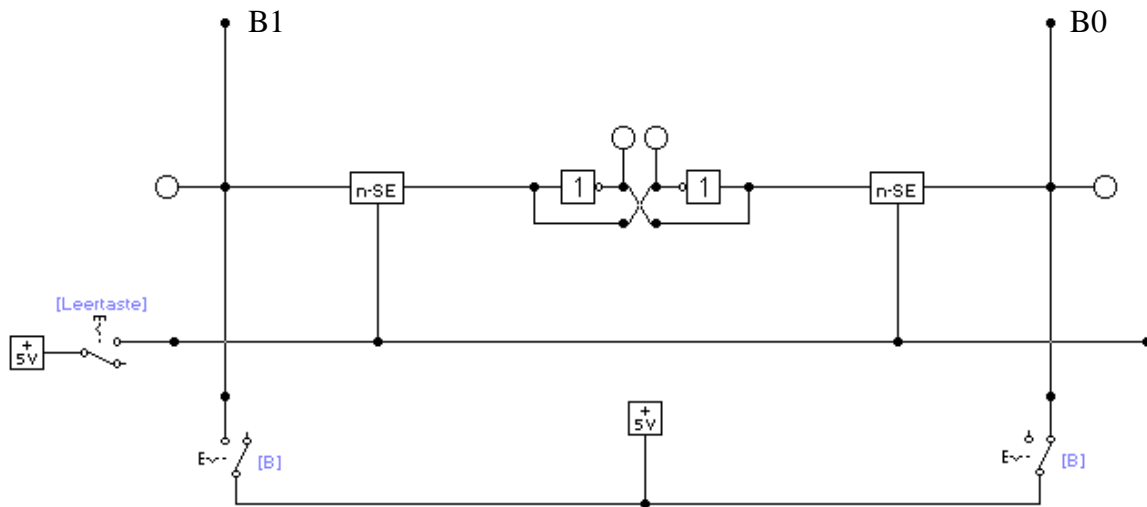 B1
B0
n-SE
1
1
n-SE
[Leertaste]
+
5V
+
5V
E
[B]
E
[B]